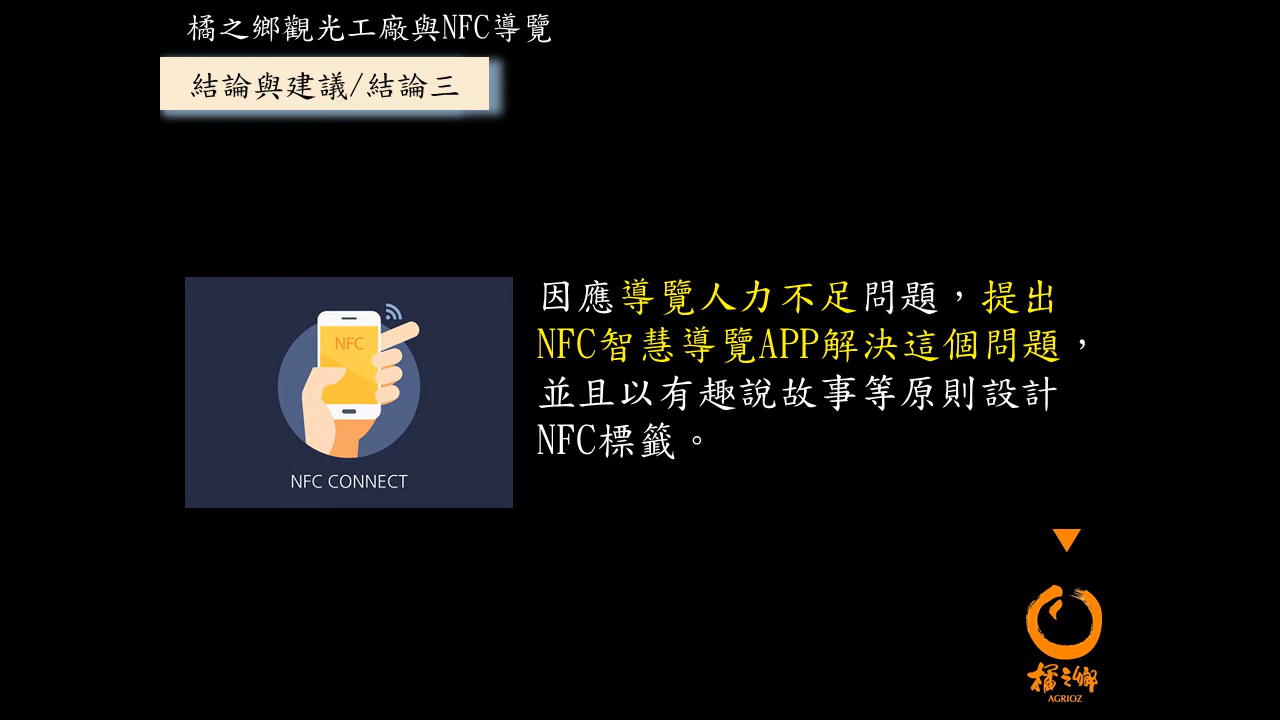 橘之鄉觀光工廠與NFC導覽
結論與建議/結論三
NFC
NFC CONNECT
因應導覽人力不足問題，提出
NFC智慧導覽APP解決這個問題，
並且以有趣說故事等原則設計
NFC標籤。
橘之鄉
AGRIOZ